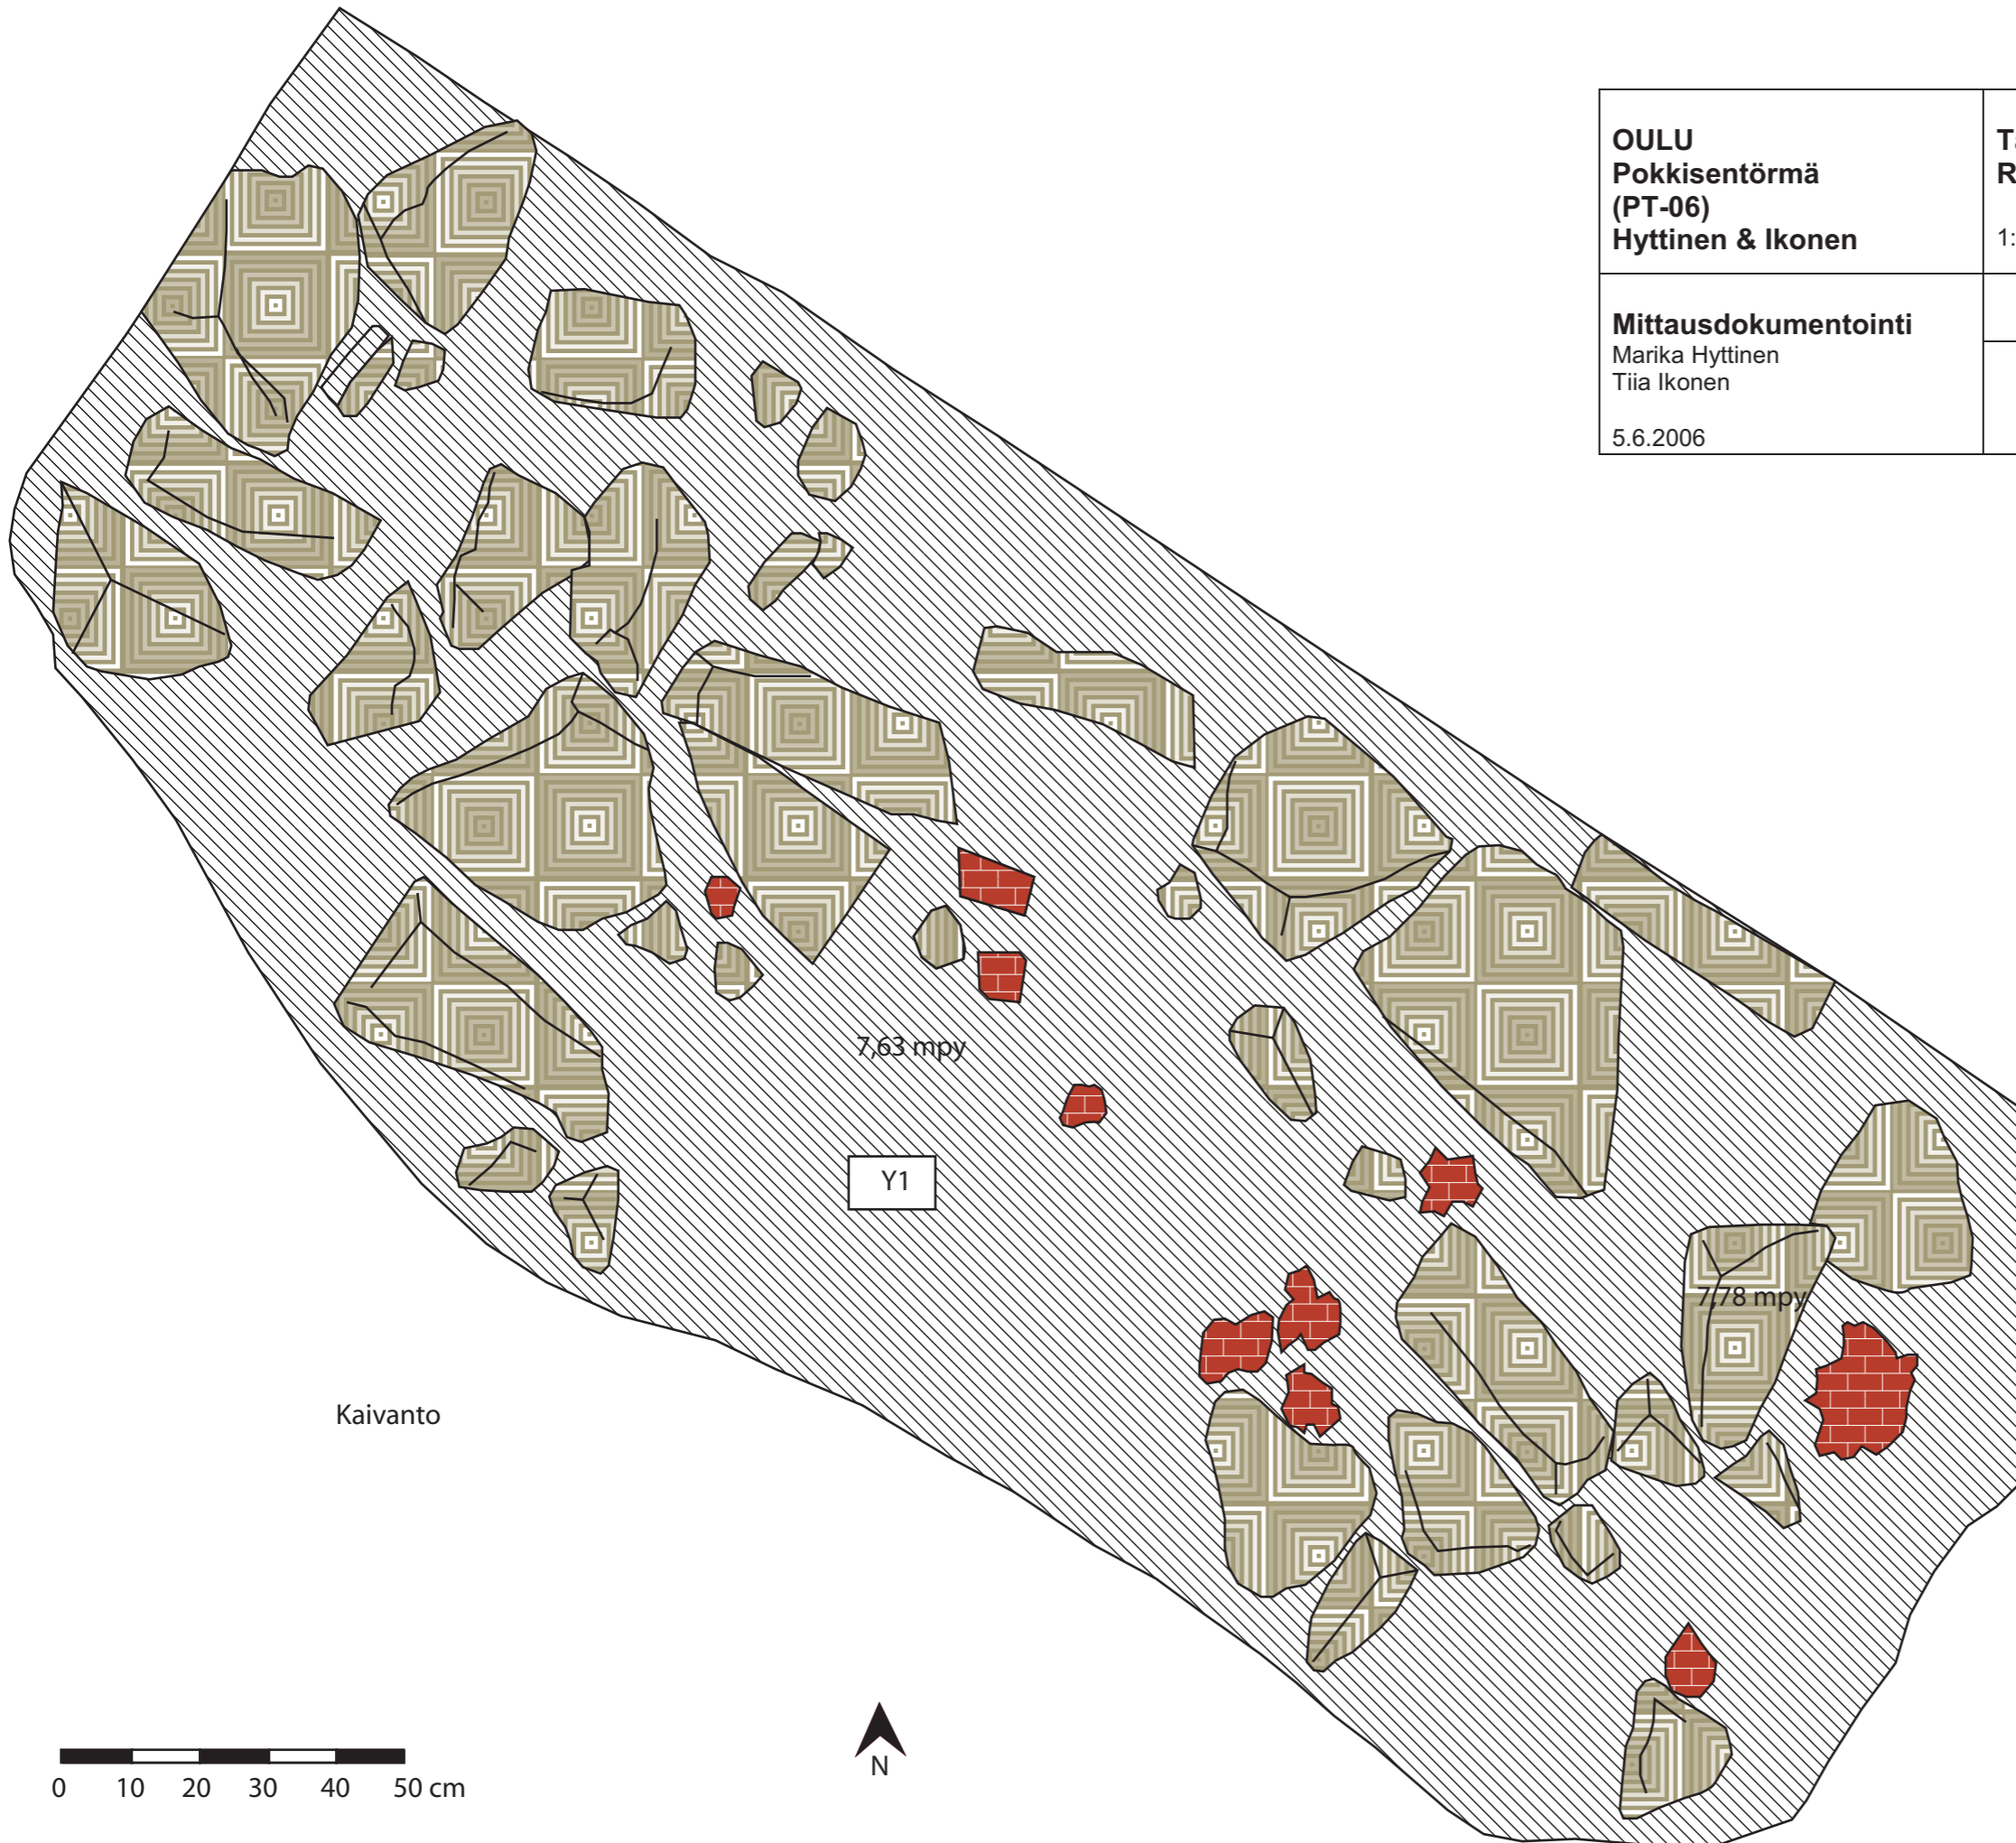 OULU
Pokkisentörmä
(PT-06)
Hyttinen & Ikonen
1:
Mittausdokumentointi
Marika Hyttinen
Tiia Ikonen
5.6.2006
7,63 mpy
Y1
7,78 mpy
Kaivanto
N
0 10 20 30 40 50 cm